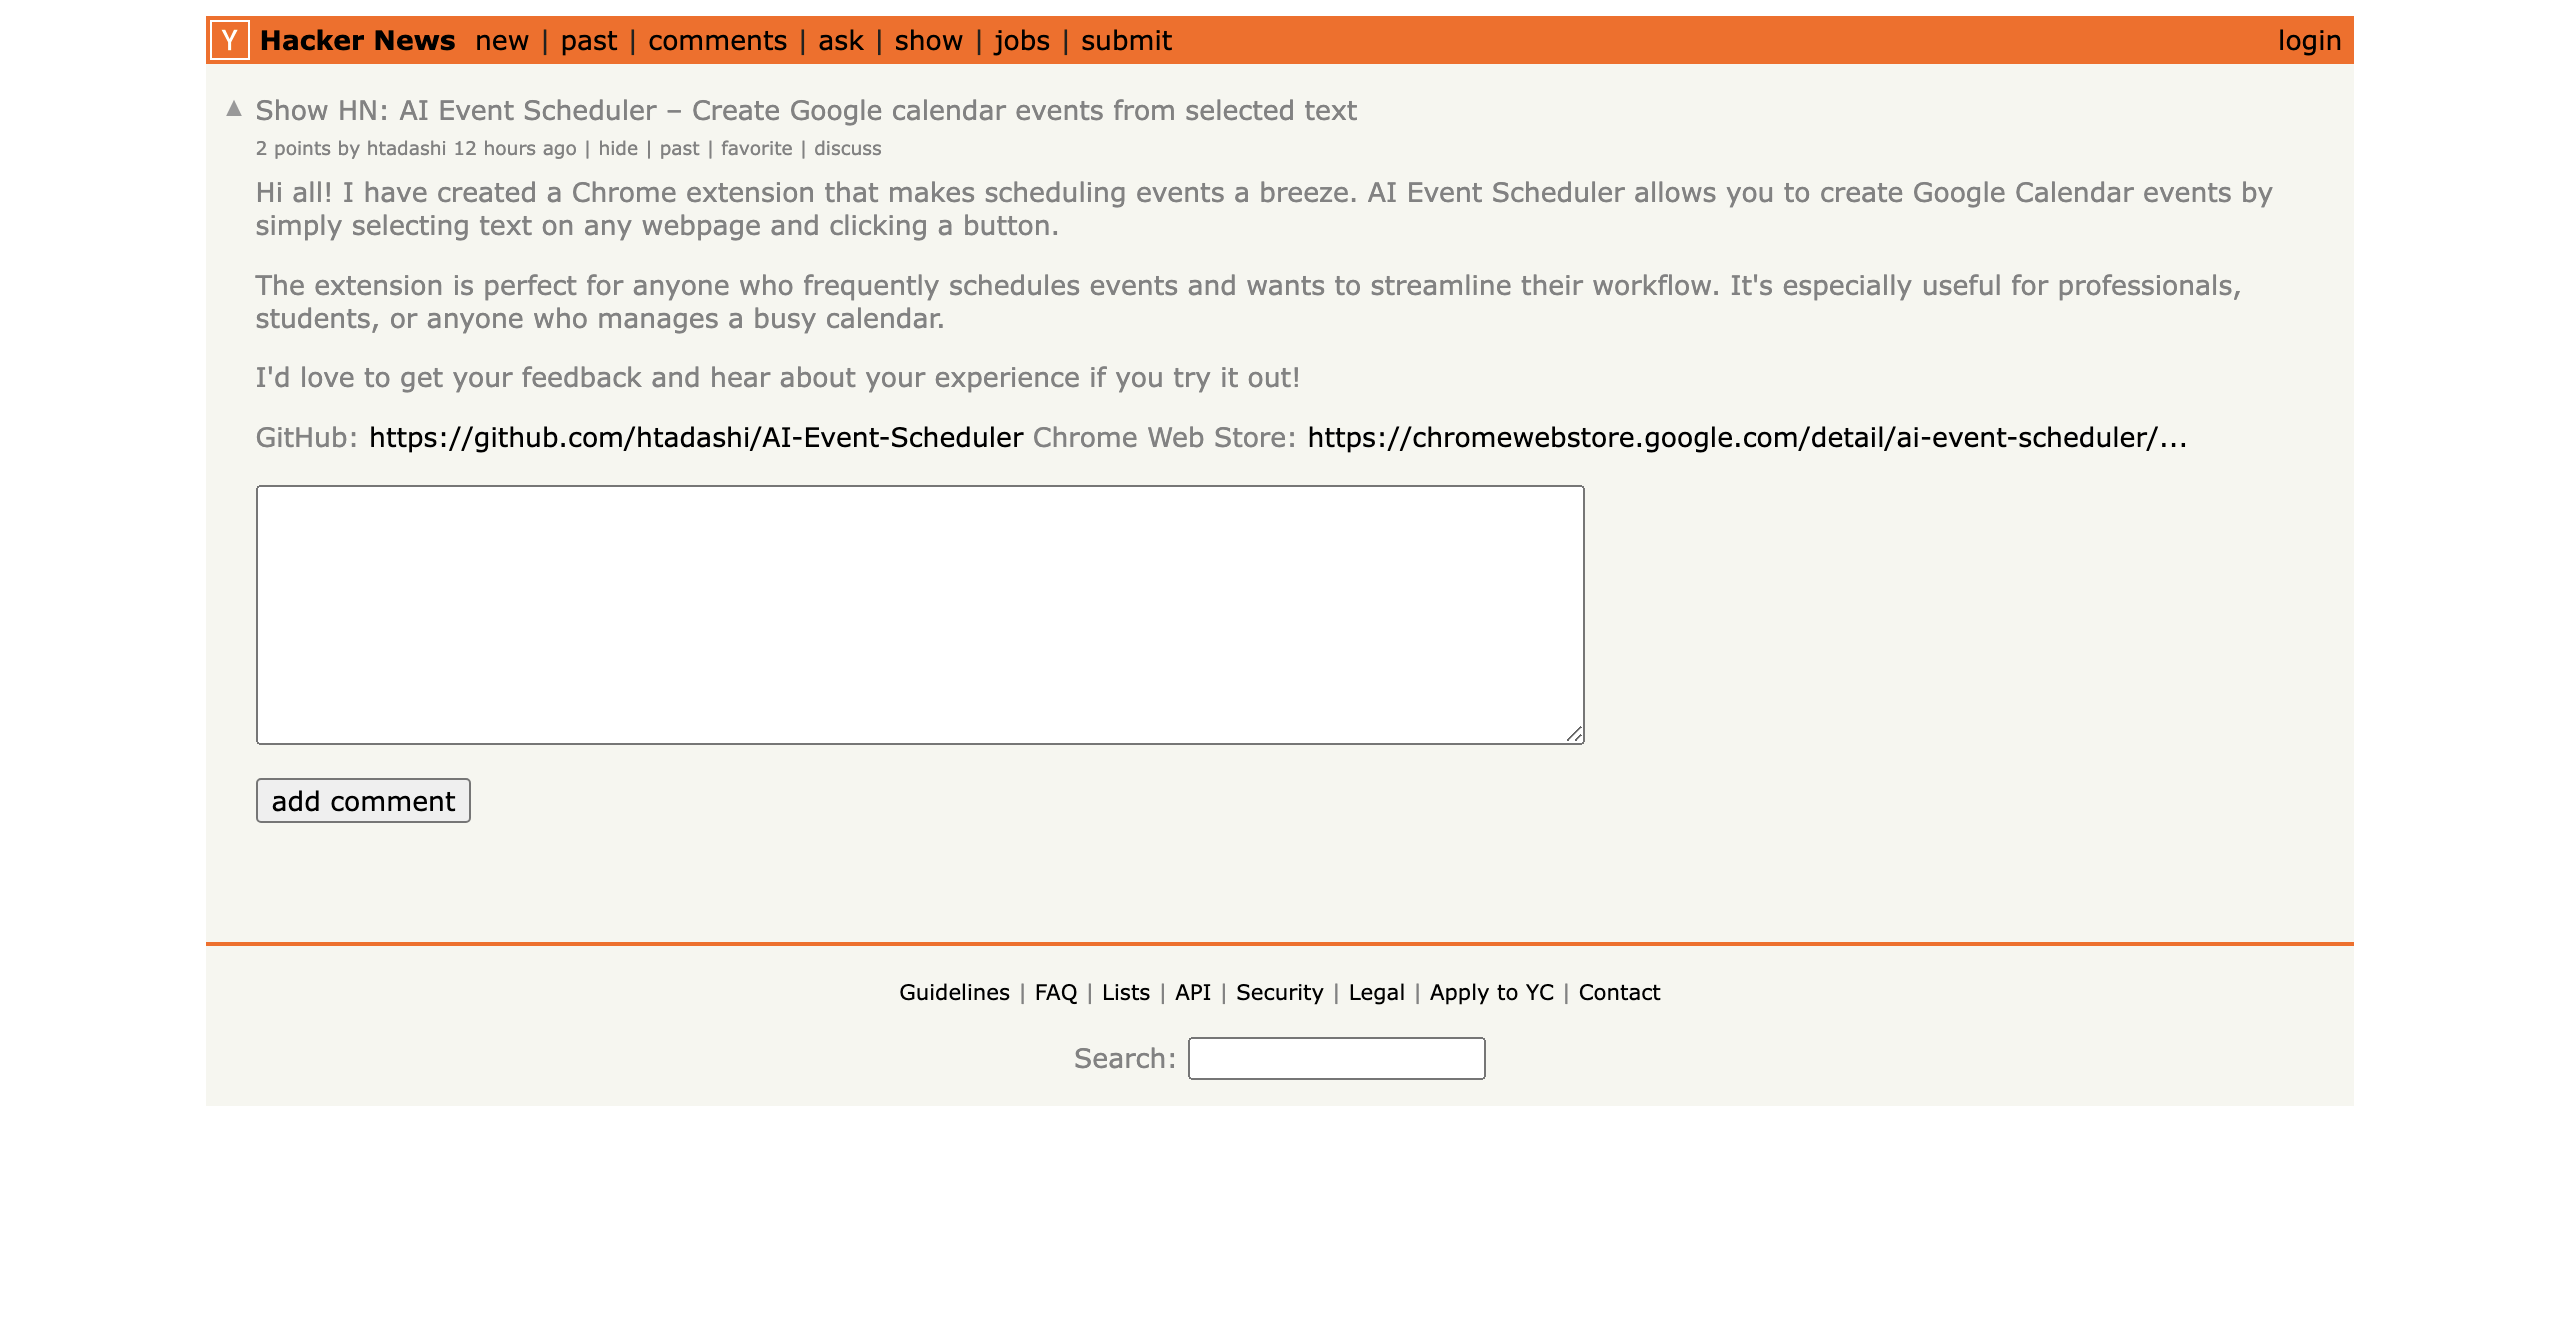 Y Hacker News new | past | comments | ask | show | jobs | submit login
▲ Show HN: AI Event Scheduler – Create Google calendar events from selected text
2 points by htadashi 12 hours ago | hide | past | favorite | discuss
Hi all! I have created a Chrome extension that makes scheduling events a breeze. AI Event Scheduler allows you to create Google Calendar events by
simply selecting text on any webpage and clicking a button.
The extension is perfect for anyone who frequently schedules events and wants to streamline their workflow. It's especially useful for professionals,
students, or anyone who manages a busy calendar.
I'd love to get your feedback and hear about your experience if you try it out!
GitHub: https://github.com/htadashi/AI-Event-Scheduler Chrome Web Store: https://chromewebstore.google.com/detail/ai-event-scheduler/...
add comment
Guidelines | FAQ | Lists | API | Security | Legal | Apply to YC | Contact
Search: